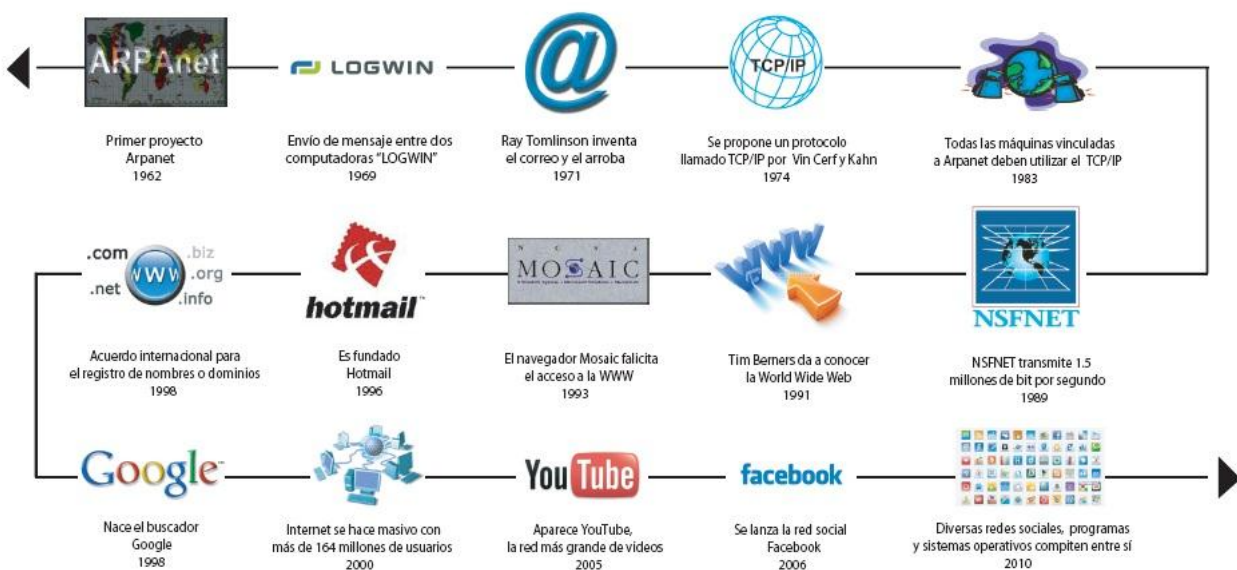 ARPAnet
LOGWIN
@
TCP/IP
Primer proyecto
Arpanet
1962
Envío de mensaje entre dos
computadoras "LOGWIN"
1969
Ray Tomlinson inventa
el correo y el arroba
1971
Se propone un protocolo
llamado TCP/IP por Vin Cerf y Kahn
1974
Todas las máquinas vinculadas
a Arpanet deben utilizar el TCP/IP
1983
NSFNET
NSFNET transmite 1.5
millones de bit por segundo
1989
WWW
Tim Berners da a conocer
la World Wide Web
1991
NCSA
MOSAIC
El navegador Mosaic falicita
el acceso a la WWW
1993
hotmail™
Es fundado
Hotmail
1996
.com
.biz
www
.org
.net
.info
Acuerdo internacional para
el registro de nombres o dominios
1998
Google™
Nace el buscador
Google
1998
Internet se hace masivo con
más de 164 millones de usuarios
2000
YouTube
Aparece YouTube,
la red más grande de videos
2005
facebook
Se lanza la red social
Facebook
2006
Diversas redes sociales, programas
y sistemas operativos compiten entre sí
2010